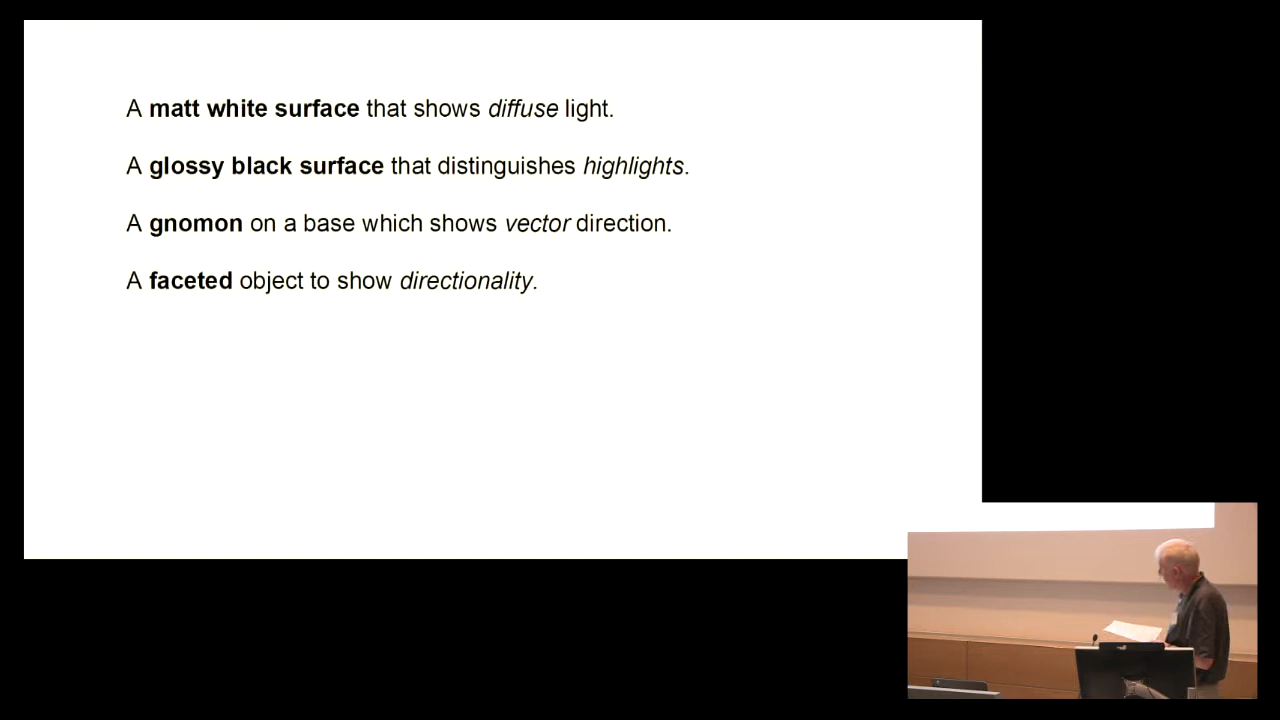 A matt white surface that shows diffuse light.
A glossy black surface that distinguishes highlights.
A gnomon on a base which shows vector direction.
A faceted object to show directionality.